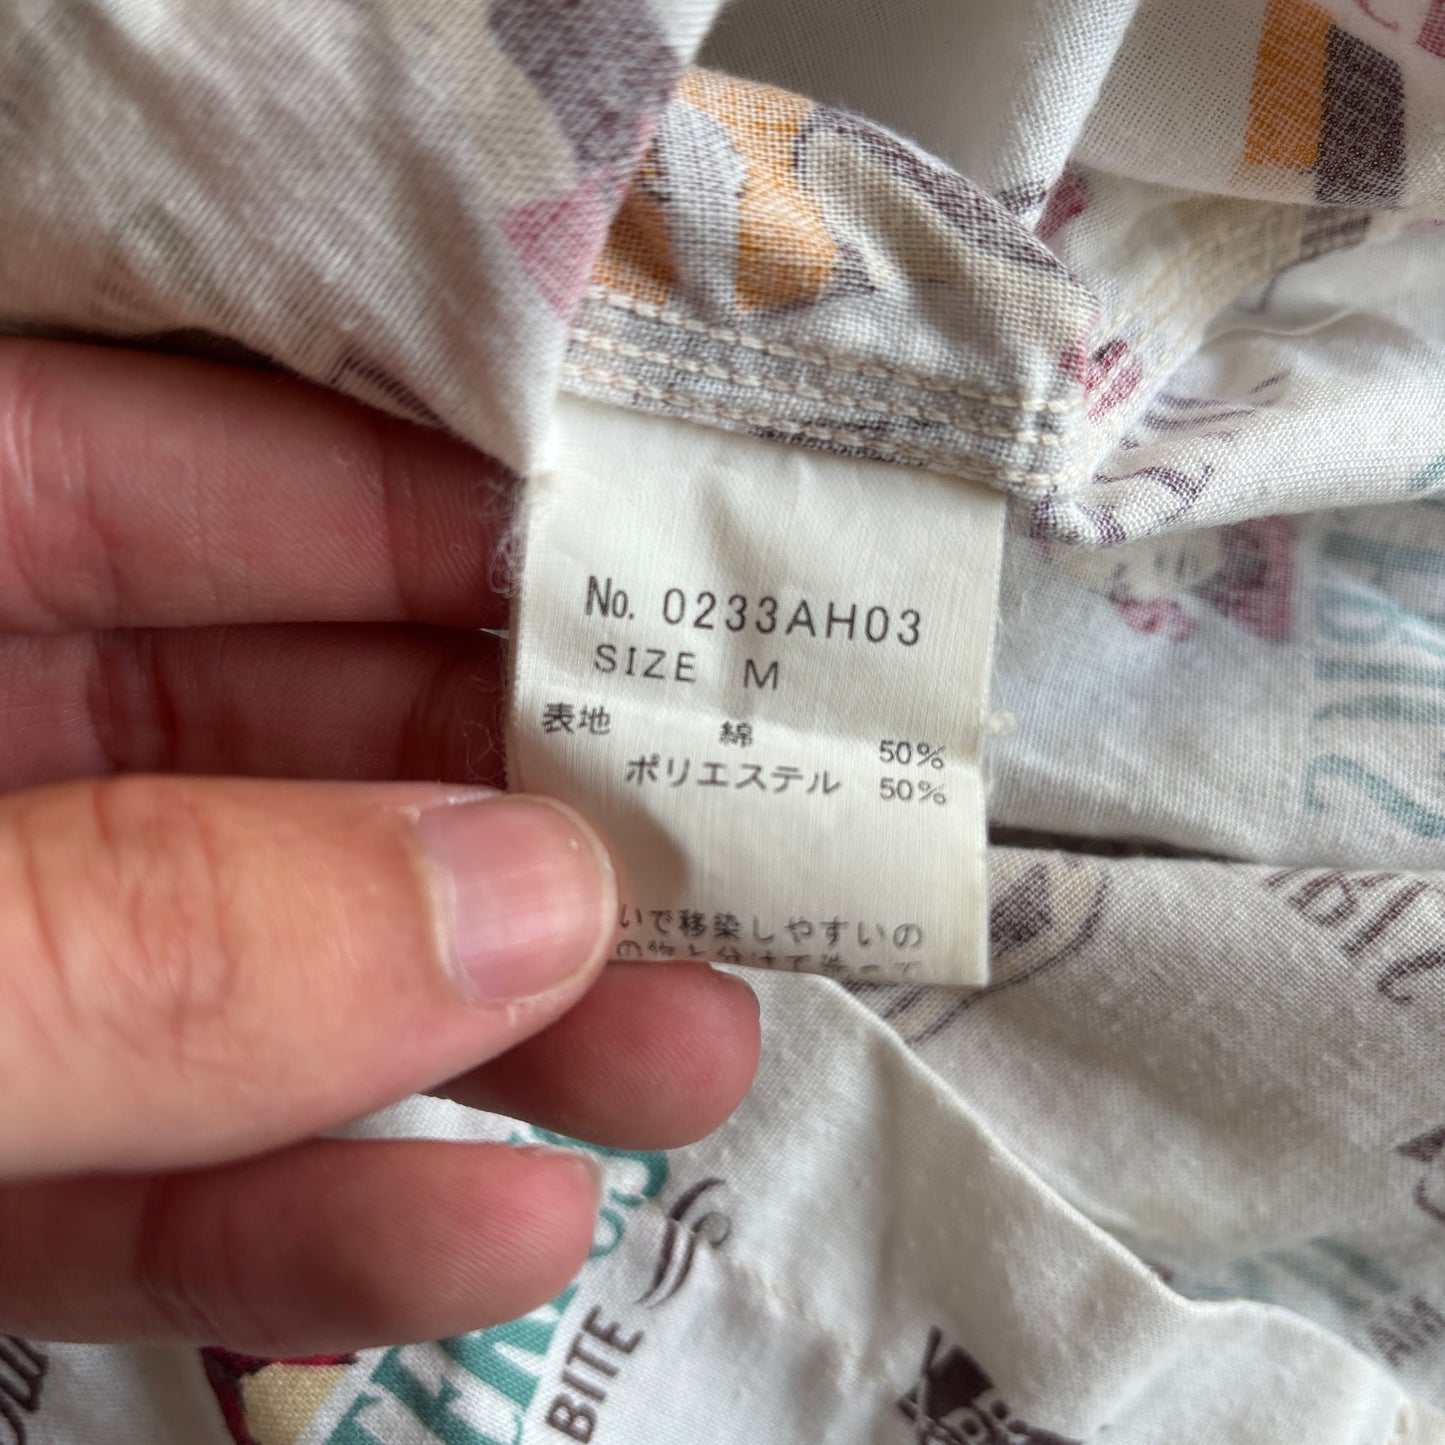 No. 0233AH03
SIZE M
表地 綿 50%
ポリエステル 50%
いで移染しやすいの
BITE